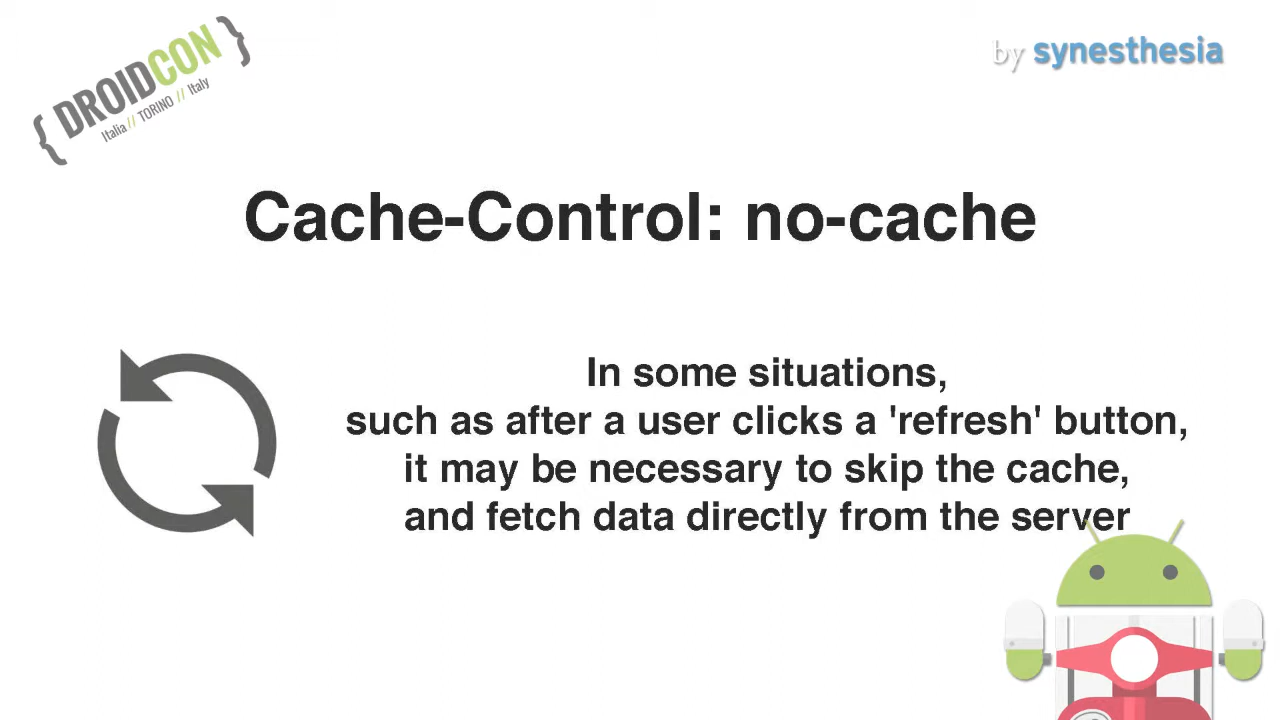 { DROIDCON }
Italia // TORINO // Italy
by synesthesia
Cache-Control: no-cache
In some situations,
such as after a user clicks a 'refresh' button,
it may be necessary to skip the cache,
and fetch data directly from the server